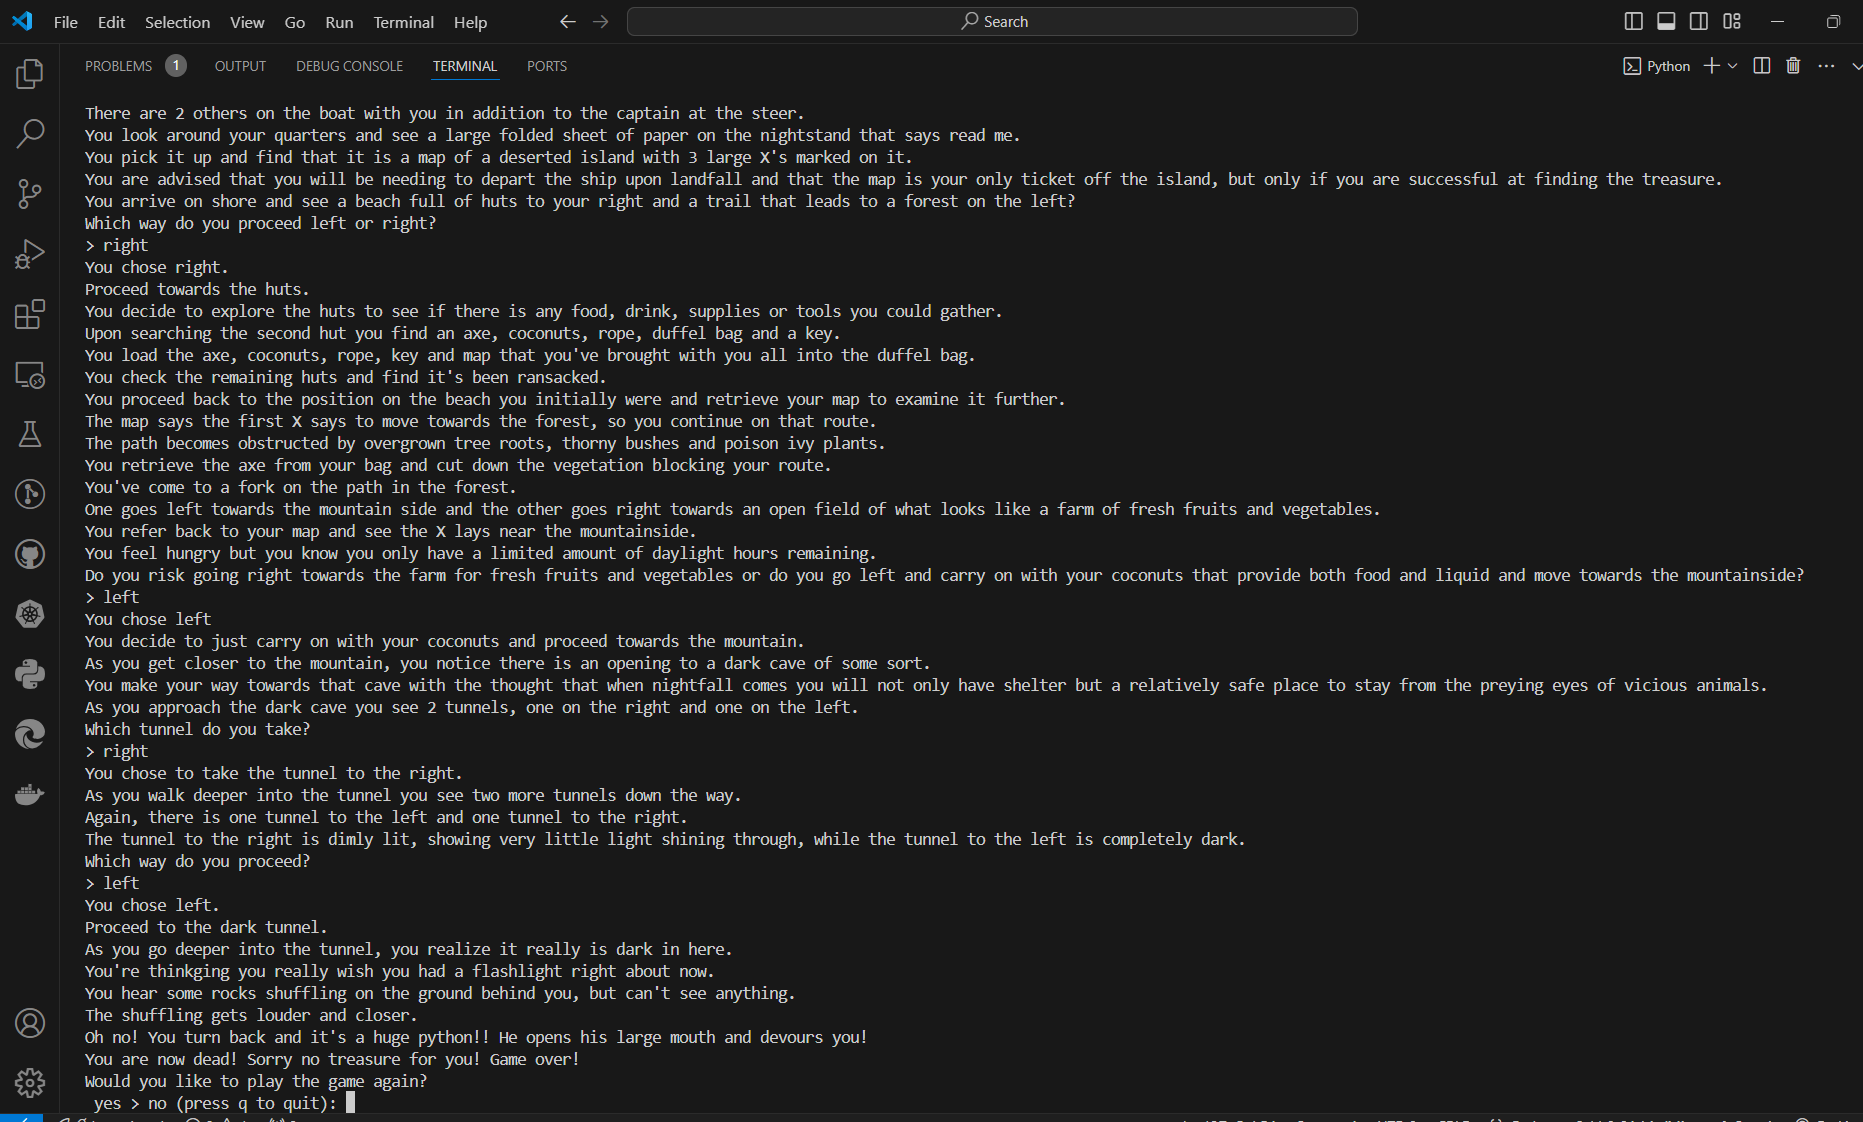 File Edit Selection View Go Run Terminal Help Search
PROBLEMS 1 OUTPUT DEBUG CONSOLE TERMINAL PORTS Python
There are 2 others on the boat with you in addition to the captain at the steer.
You look around your quarters and see a large folded sheet of paper on the nightstand that says read me.
You pick it up and find that it is a map of a deserted island with 3 large X's marked on it.
You are advised that you will be needing to depart the ship upon landfall and that the map is your only ticket off the island, but only if you are successful at finding the treasure.
You arrive on shore and see a beach full of huts to your right and a trail that leads to a forest on the left?
Which way do you proceed left or right?
> right
You chose right.
Proceed towards the huts.
You decide to explore the huts to see if there is any food, drink, supplies or tools you could gather.
Upon searching the second hut you find an axe, coconuts, rope, duffel bag and a key.
You load the axe, coconuts, rope, key and map that you've brought with you all into the duffel bag.
You check the remaining huts and find it's been ransacked.
You proceed back to the position on the beach you initially were and retrieve your map to examine it further.
The map says the first X says to move towards the forest, so you continue on that route.
The path becomes obstructed by overgrown tree roots, thorny bushes and poison ivy plants.
You retrieve the axe from your bag and cut down the vegetation blocking your route.
You've come to a fork on the path in the forest.
One goes left towards the mountain side and the other goes right towards an open field of what looks like a farm of fresh fruits and vegetables.
You refer back to your map and see the X lays near the mountainside.
You feel hungry but you know you only have a limited amount of daylight hours remaining.
Do you risk going right towards the farm for fresh fruits and vegetables or do you go left and carry on with your coconuts that provide both food and liquid and move towards the mountainside?
> left
You chose left
You decide to just carry on with your coconuts and proceed towards the mountain.
As you get closer to the mountain, you notice there is an opening to a dark cave of some sort.
You make your way towards that cave with the thought that when nightfall comes you will not only have shelter but a relatively safe place to stay from the preying eyes of vicious animals.
As you approach the dark cave you see 2 tunnels, one on the right and one on the left.
Which tunnel do you take?
> right
You chose to take the tunnel to the right.
As you walk deeper into the tunnel you see two more tunnels down the way.
Again, there is one tunnel to the left and one tunnel to the right.
The tunnel to the right is dimly lit, showing very little light shining through, while the tunnel to the left is completely dark.
Which way do you proceed?
> left
You chose left.
Proceed to the dark tunnel.
As you go deeper into the tunnel, you realize it really is dark in here.
You're thinkging you really wish you had a flashlight right about now.
You hear some rocks shuffling on the ground behind you, but can't see anything.
The shuffling gets louder and closer.
Oh no! You turn back and it's a huge python!! He opens his large mouth and devours you!
You are now dead! Sorry no treasure for you! Game over!
Would you like to play the game again?
yes > no (press q to quit):